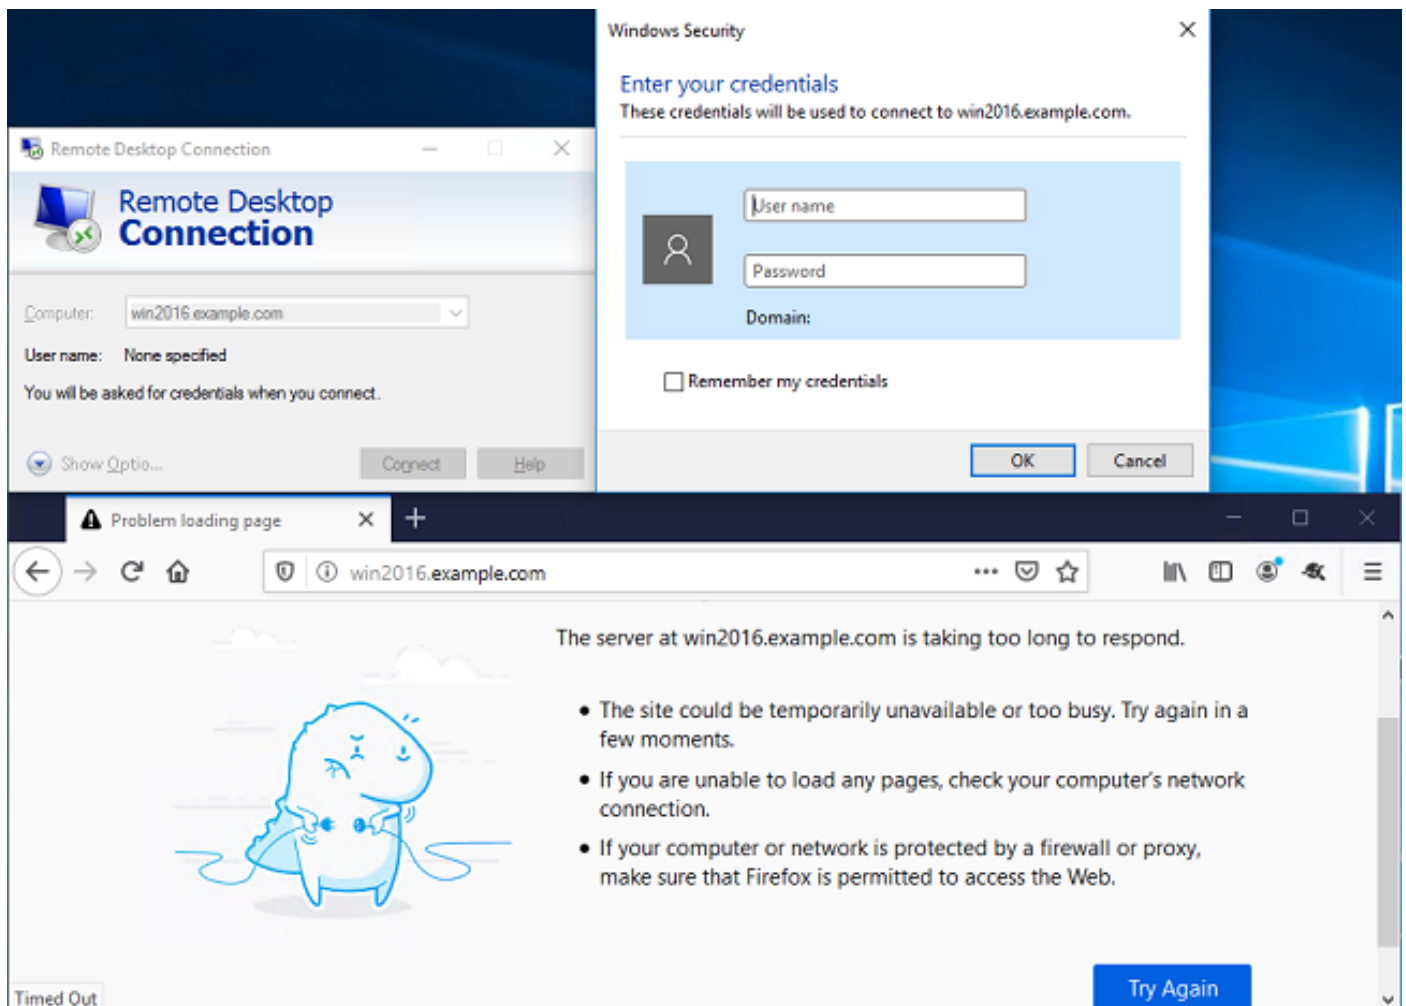 Windows Security
Enter your credentials
These credentials will be used to connect to win2016.example.com.
User name
Password
Domain:
Remember my credentials
OK
Cancel
Remote Desktop Connection
Remote Desktop
Connection
Computer:
win2016.example.com
User name:
None specified
You will be asked for credentials when you connect.
Show Optio...
Connect
Help
Problem loading page
win2016.example.com
The server at win2016.example.com is taking too long to respond.
The site could be temporarily unavailable or too busy. Try again in a
few moments.
If you are unable to load any pages, check your computer's network
connection.
If your computer or network is protected by a firewall or proxy,
make sure that Firefox is permitted to access the Web.
Try Again
Timed Out